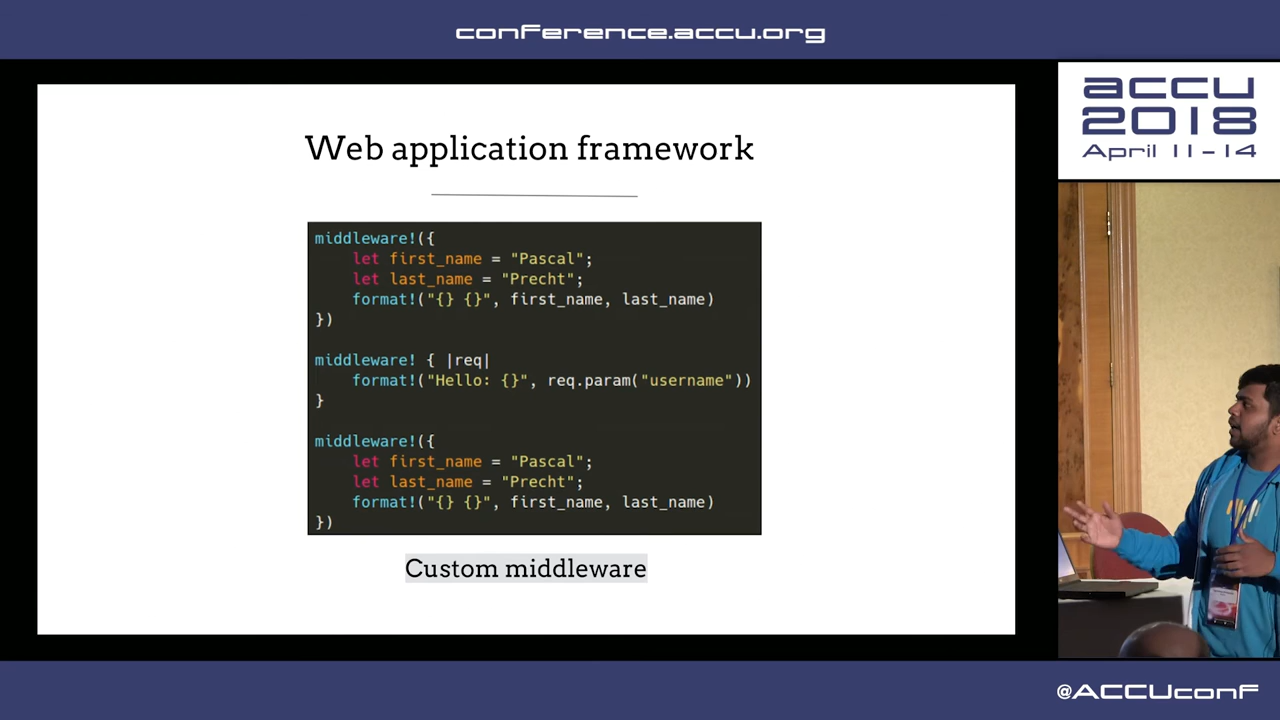 conference.accu.org
accu
2018
April 11-14
Web application framework
middleware!({
    let first_name = "Pascal";
    let last_name = "Precht";
    format!("{} {}", first_name, last_name)
})
middleware! { |req|
    format!("Hello: {}", req.param("username"))
}
middleware!({
    let first_name = "Pascal";
    let last_name = "Precht";
    format!("{} {}", first_name, last_name)
})
Custom middleware
@ACCUconf